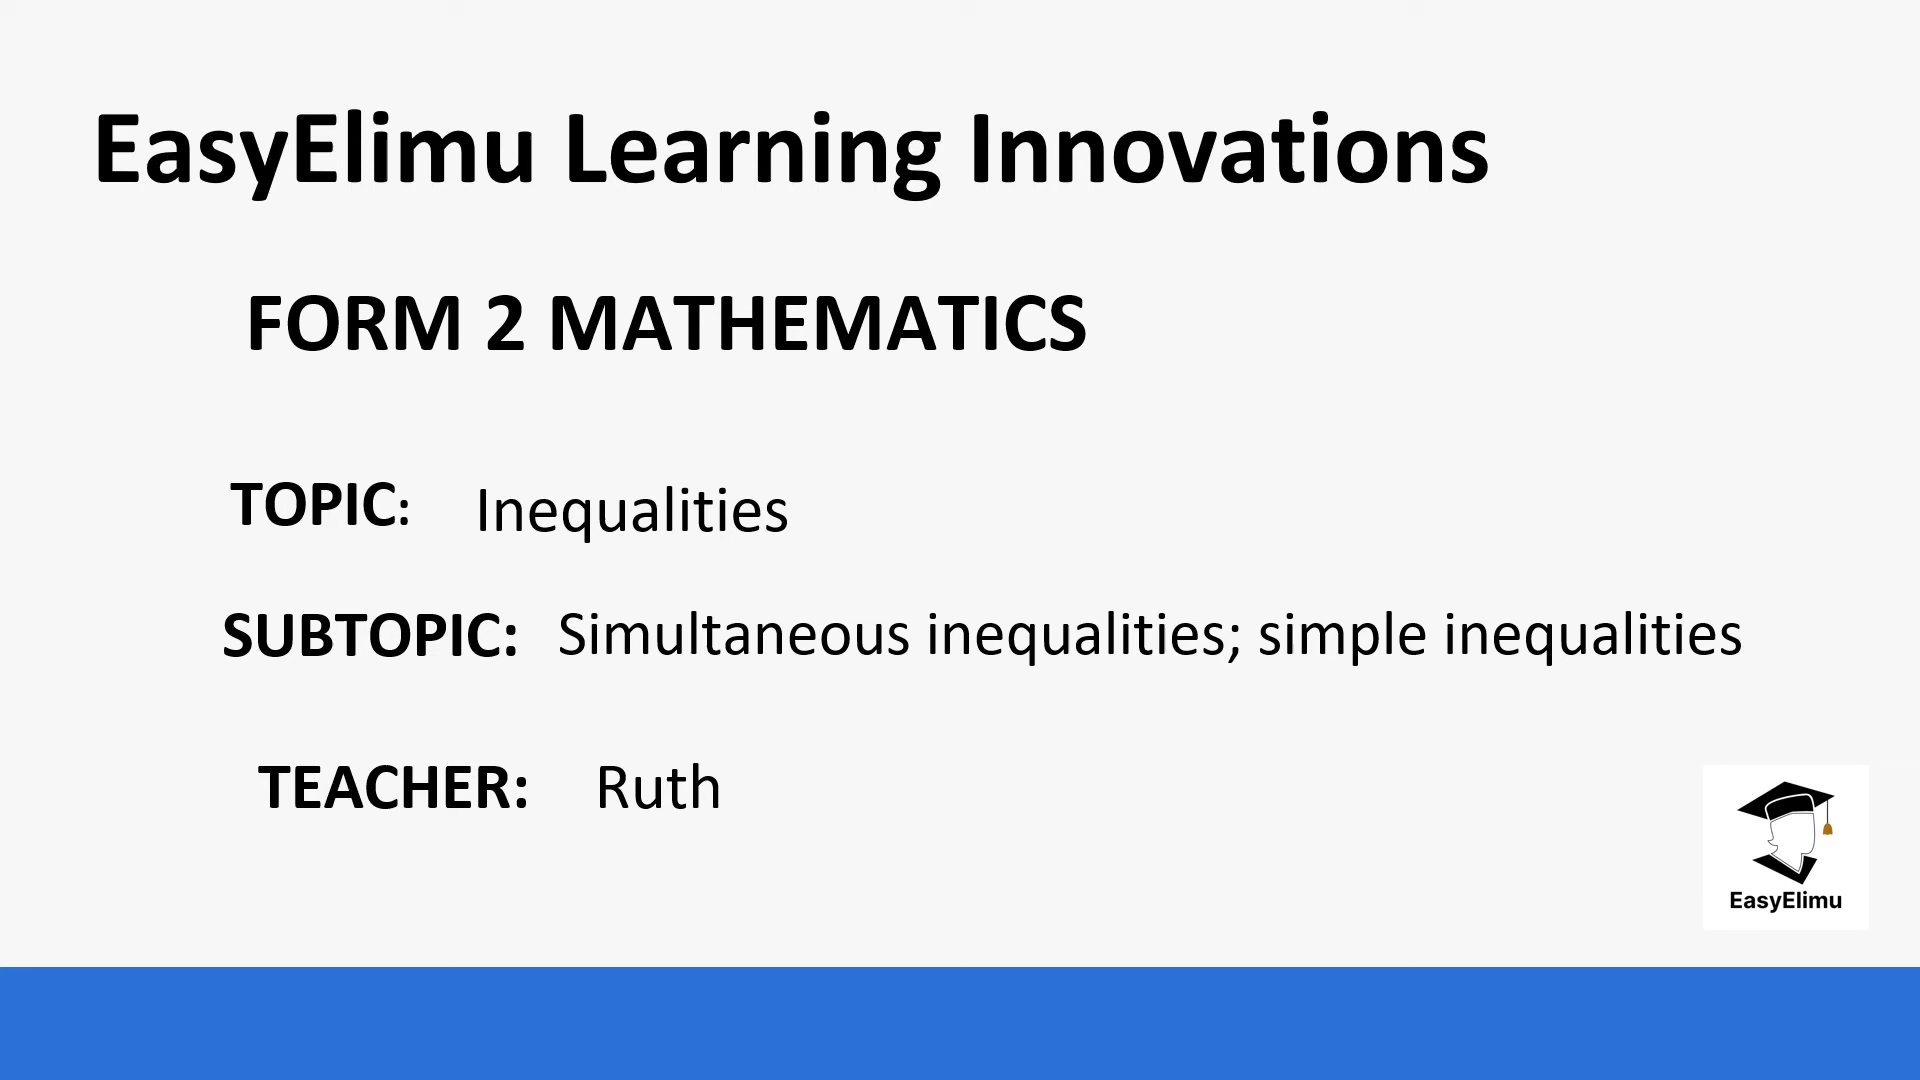 EasyElimu Learning Innovations
FORM 2 MATHEMATICS
TOPIC: Inequalities
SUBTOPIC: Simultaneous inequalities; simple inequalities
TEACHER: Ruth
EasyElimu